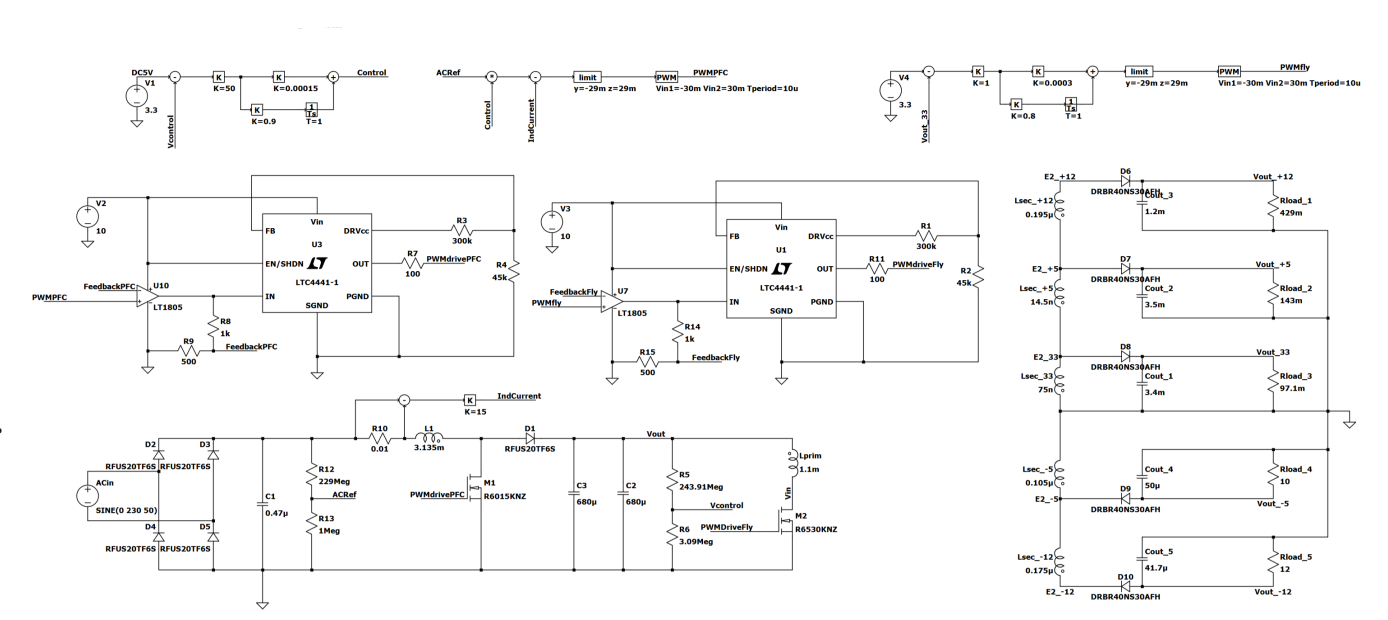 DC5V
V1
3.3
-
K
K=50
K
K=0.00015
+
Control
K
K=0.9
1
Ts
T=1
Vcontrol
ACRef
*
-
limit
y=-29m z=29m
PWM
PWMPFC
Vin1=-30m Vin2=30m Tperiod=10u
Control
IndCurrent
V4
3.3
-
K
K=1
K
K=0.0003
+
limit
y=-29m z=29m
PWM
PWMfly
Vin1=-30m Vin2=30m Tperiod=10u
K
K=0.8
1
Ts
T=1
Vout_33
V2
10
Vin
FB
DRVcc
U3
EN/SHDN
OUT
LTC4441-1
IN
PGND
SGND
R3
300k
R7
100
PWMdrivePFC
R4
45k
FeedbackPFC
U10
PWMPFC
LT1805
R8
1k
R9
500
FeedbackPFC
V3
10
Vin
FB
DRVcc
U1
EN/SHDN
OUT
LTC4441-1
IN
PGND
SGND
R1
300k
R11
100
PWMdriveFly
R2
45k
FeedbackFly
U7
PWMfly
LT1805
R14
1k
R15
500
FeedbackFly
-
K
K=15
IndCurrent
D2
D3
RFUS20TF6S
RFUS20TF6S
ACin
SINE(0 230 50)
D4
D5
RFUS20TF6S
RFUS20TF6S
C1
0.47µ
R12
229Meg
ACRef
R13
1Meg
R10
0.01
L1
3.135m
D1
RFUS20TF6S
M1
PWMdrivePFC
R6015KNZ
C3
680µ
C2
680µ
Vout
R5
243.91Meg
Vcontrol
R6
3.09Meg
Lprim
1.1m
Vin
M2
PWMDriveFly
R6530KNZ
E2_+12
D6
DRBR40NS30AFH
Vout_+12
Lsec_+12
0.195µ
Cout_3
1.2m
Rload_1
429m
E2_+5
D7
DRBR40NS30AFH
Vout_+5
Lsec_+5
14.5n
Cout_2
3.5m
Rload_2
143m
E2_33
D8
DRBR40NS30AFH
Vout_33
Lsec_33
75n
Cout_1
3.4m
Rload_3
97.1m
Lsec_-5
0.105µ
Cout_4
50µ
Rload_4
10
E2_-5
D9
DRBR40NS30AFH
Vout_-5
Lsec_-12
0.175µ
Cout_5
41.7µ
Rload_5
12
E2_-12
D10
DRBR40NS30AFH
Vout_-12